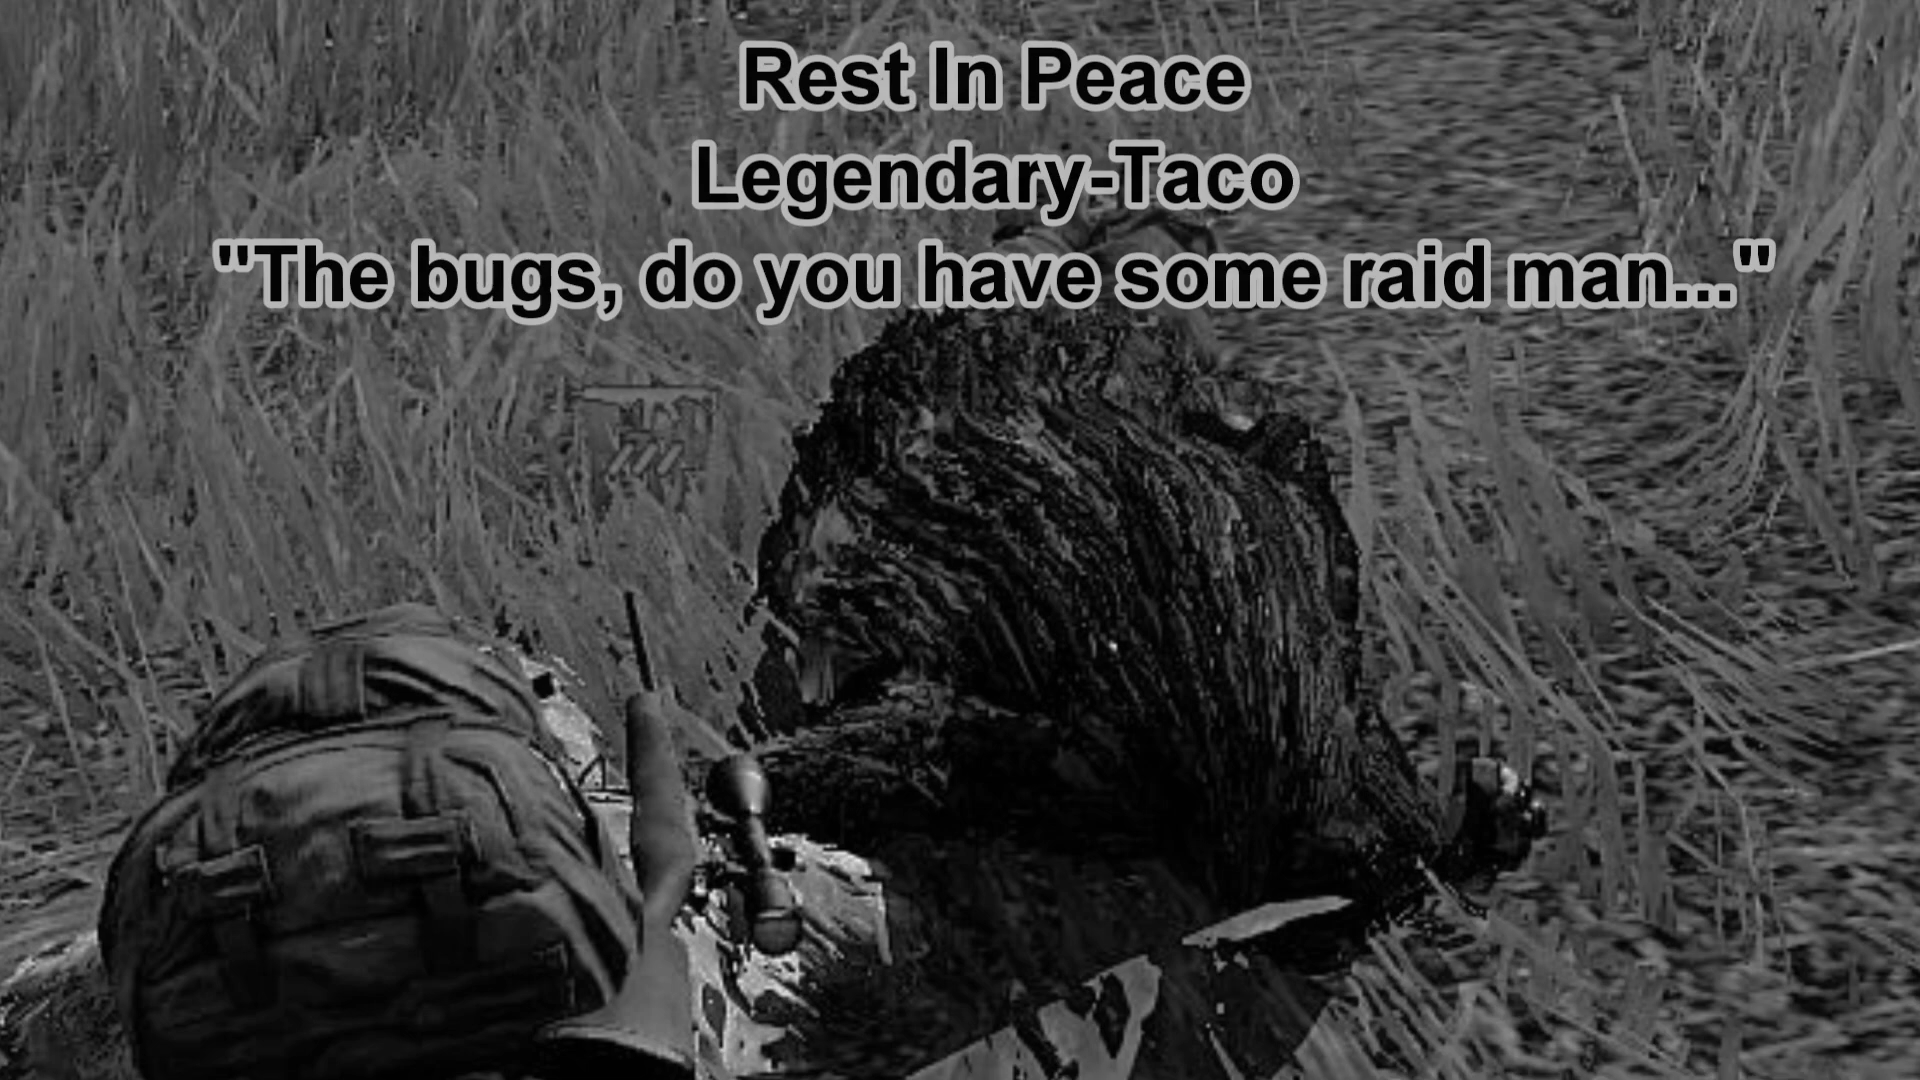 Rest In Peace
Legendary-Taco
"The bugs, do you have some raid man..."